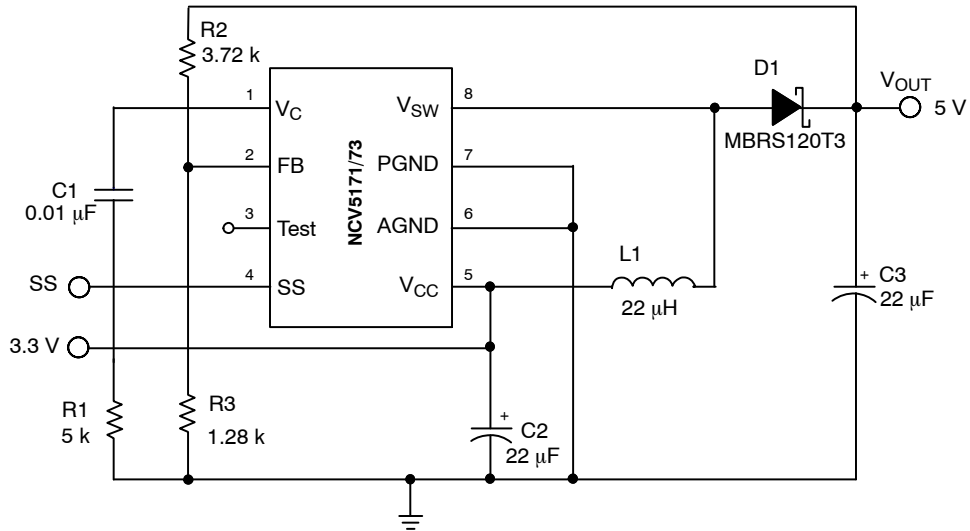 R2
3.72 k
D1
V_OUT
5 V
MBRS120T3
1
V_C
V_SW
8
2
FB
PGND
7
C1
0.01 μF
NCV5171/73
3
Test
AGND
6
L1
22 μH
C3
+
22 μF
SS
4
SS
V_CC
5
3.3 V
R1
5 k
R3
1.28 k
+
C2
22 μF